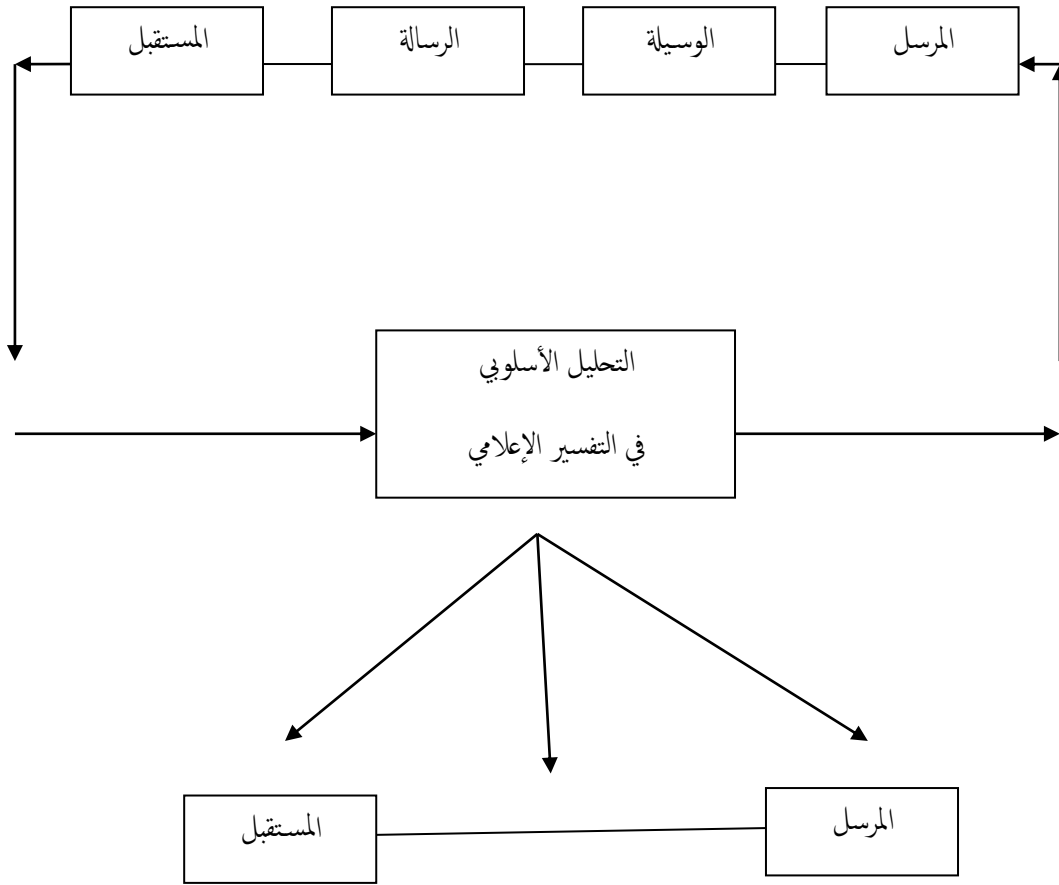 المرسل
الوسيلة
الرسالة
المستقبل
التحليل الأسلوبي
في التفسير الإعلامي
المرسل
المستقبل